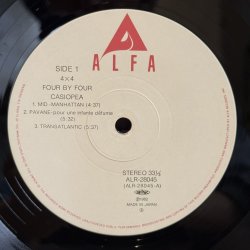 ALFA
SIDE 1
4×4
FOUR BY FOUR
CASIOPEA
1. MID-MANHATTAN (4:37)
2. PAVANE-pour une infante défunte
(5:32)
3. TRANSATLANTIC (5:37)
STEREO 33⅓
ALR-28045
(ALR-28045-A)
MADE IN JAPAN